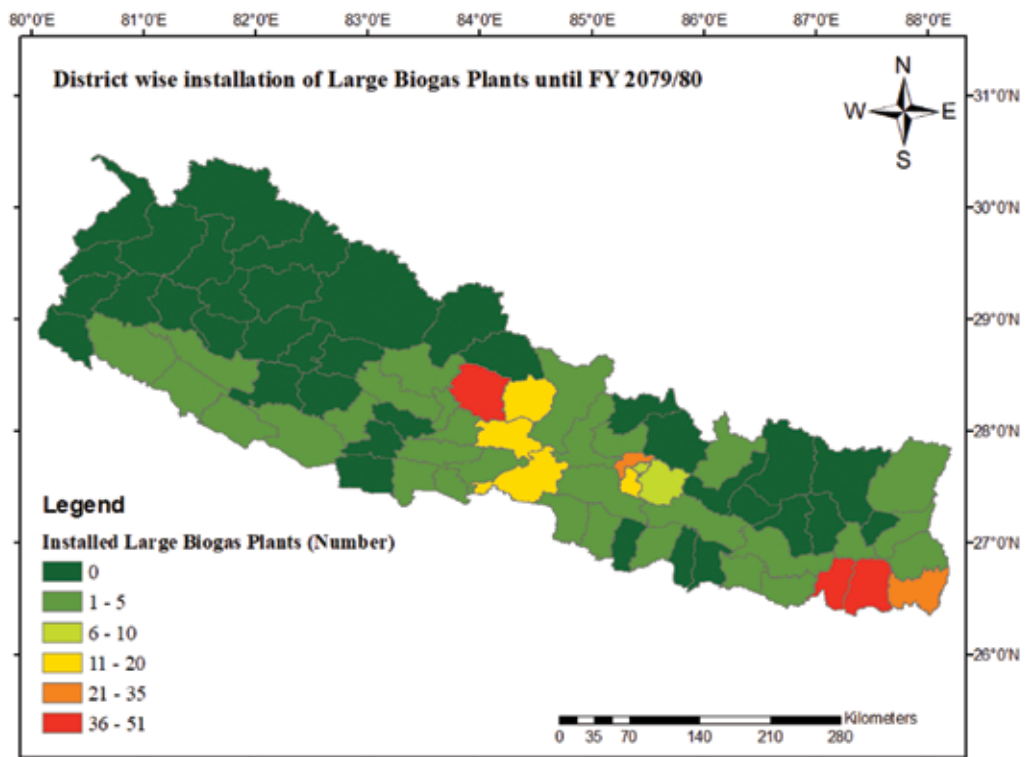 80°0'E 81°0'E 82°0'E 83°0'E 84°0'E 85°0'E 86°0'E 87°0'E 88°0'E
District wise installation of Large Biogas Plants until FY 2079/80
N
W E
S
31°0'N
30°0'N
29°0'N
28°0'N
27°0'N
26°0'N
Legend
Installed Large Biogas Plants (Number)
0
1 - 5
6 - 10
11 - 20
21 - 35
36 - 51
Kilometers
0 35 70 140 210 280